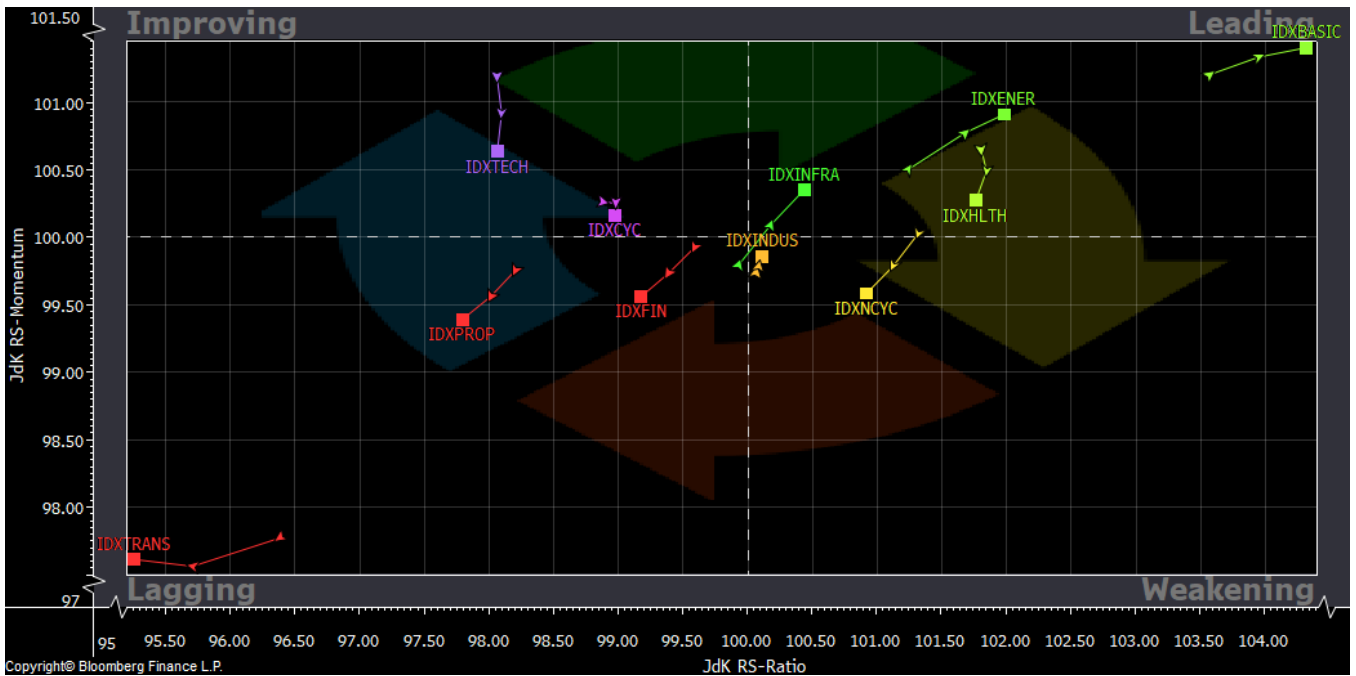 101.50
Improving
Leading
IDXBASIC
101.00
IDXENER
100.50
IDXTECH
IDXINFRA
IDXHLTH
IDXCYC
100.00
IDXINDUS
99.50
IDXPROP
IDXFIN
IDXNCYC
99.00
JdK RS-Momentum
98.50
98.00
IDXTRANS
97
Lagging
Weakening
95
95.50 96.00 96.50 97.00 97.50 98.00 98.50 99.00 99.50 100.00 100.50 101.00 101.50 102.00 102.50 103.00 103.50 104.00
JdK RS-Ratio
Copyright© Bloomberg Finance L.P.